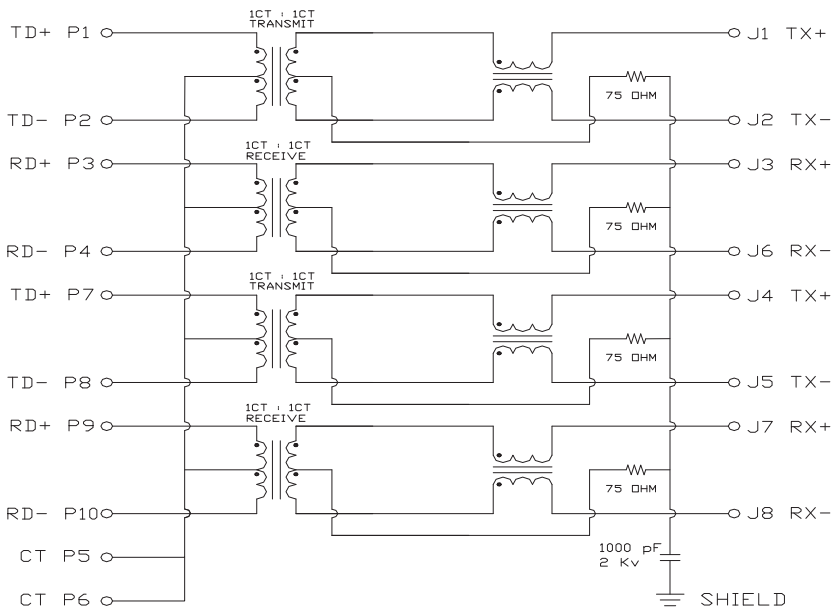 1CT : 1CT
TRANSMIT
TD+ P1
J1 TX+
75 OHM
TD- P2
J2 TX-
1CT : 1CT
RECEIVE
RD+ P3
J3 RX+
75 OHM
RD- P4
J6 RX-
1CT : 1CT
TRANSMIT
TD+ P7
J4 TX+
75 OHM
TD- P8
J5 TX-
1CT : 1CT
RECEIVE
RD+ P9
J7 RX+
75 OHM
RD- P10
J8 RX-
CT P5
1000 pF
2 Kv
CT P6
SHIELD